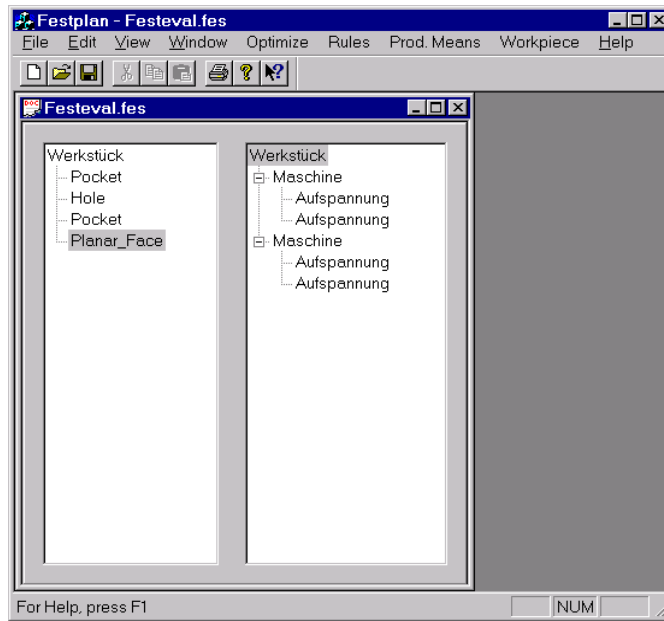 Festplan - Festeval.fes
File Edit View Window Optimize Rules Prod. Means Workpiece Help
Festeval.fes
Werkstück
Pocket
Hole
Pocket
Planar_Face
Werkstück
Maschine
Aufspannung
Aufspannung
Maschine
Aufspannung
Aufspannung
For Help, press F1
NUM